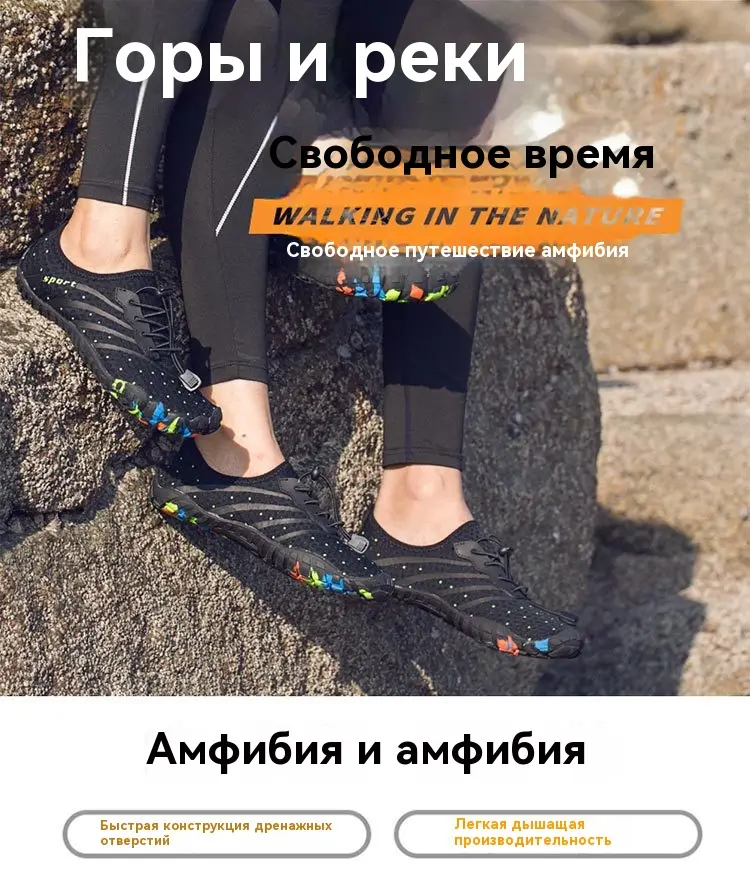 Горы и реки
Свободное время
WALKING IN THE NATURE
Свободное путешествие амфибия
sport
Амфибия и амфибия
Быстрая конструкция дренажных
отверстий
Легкая дышащая
производительность